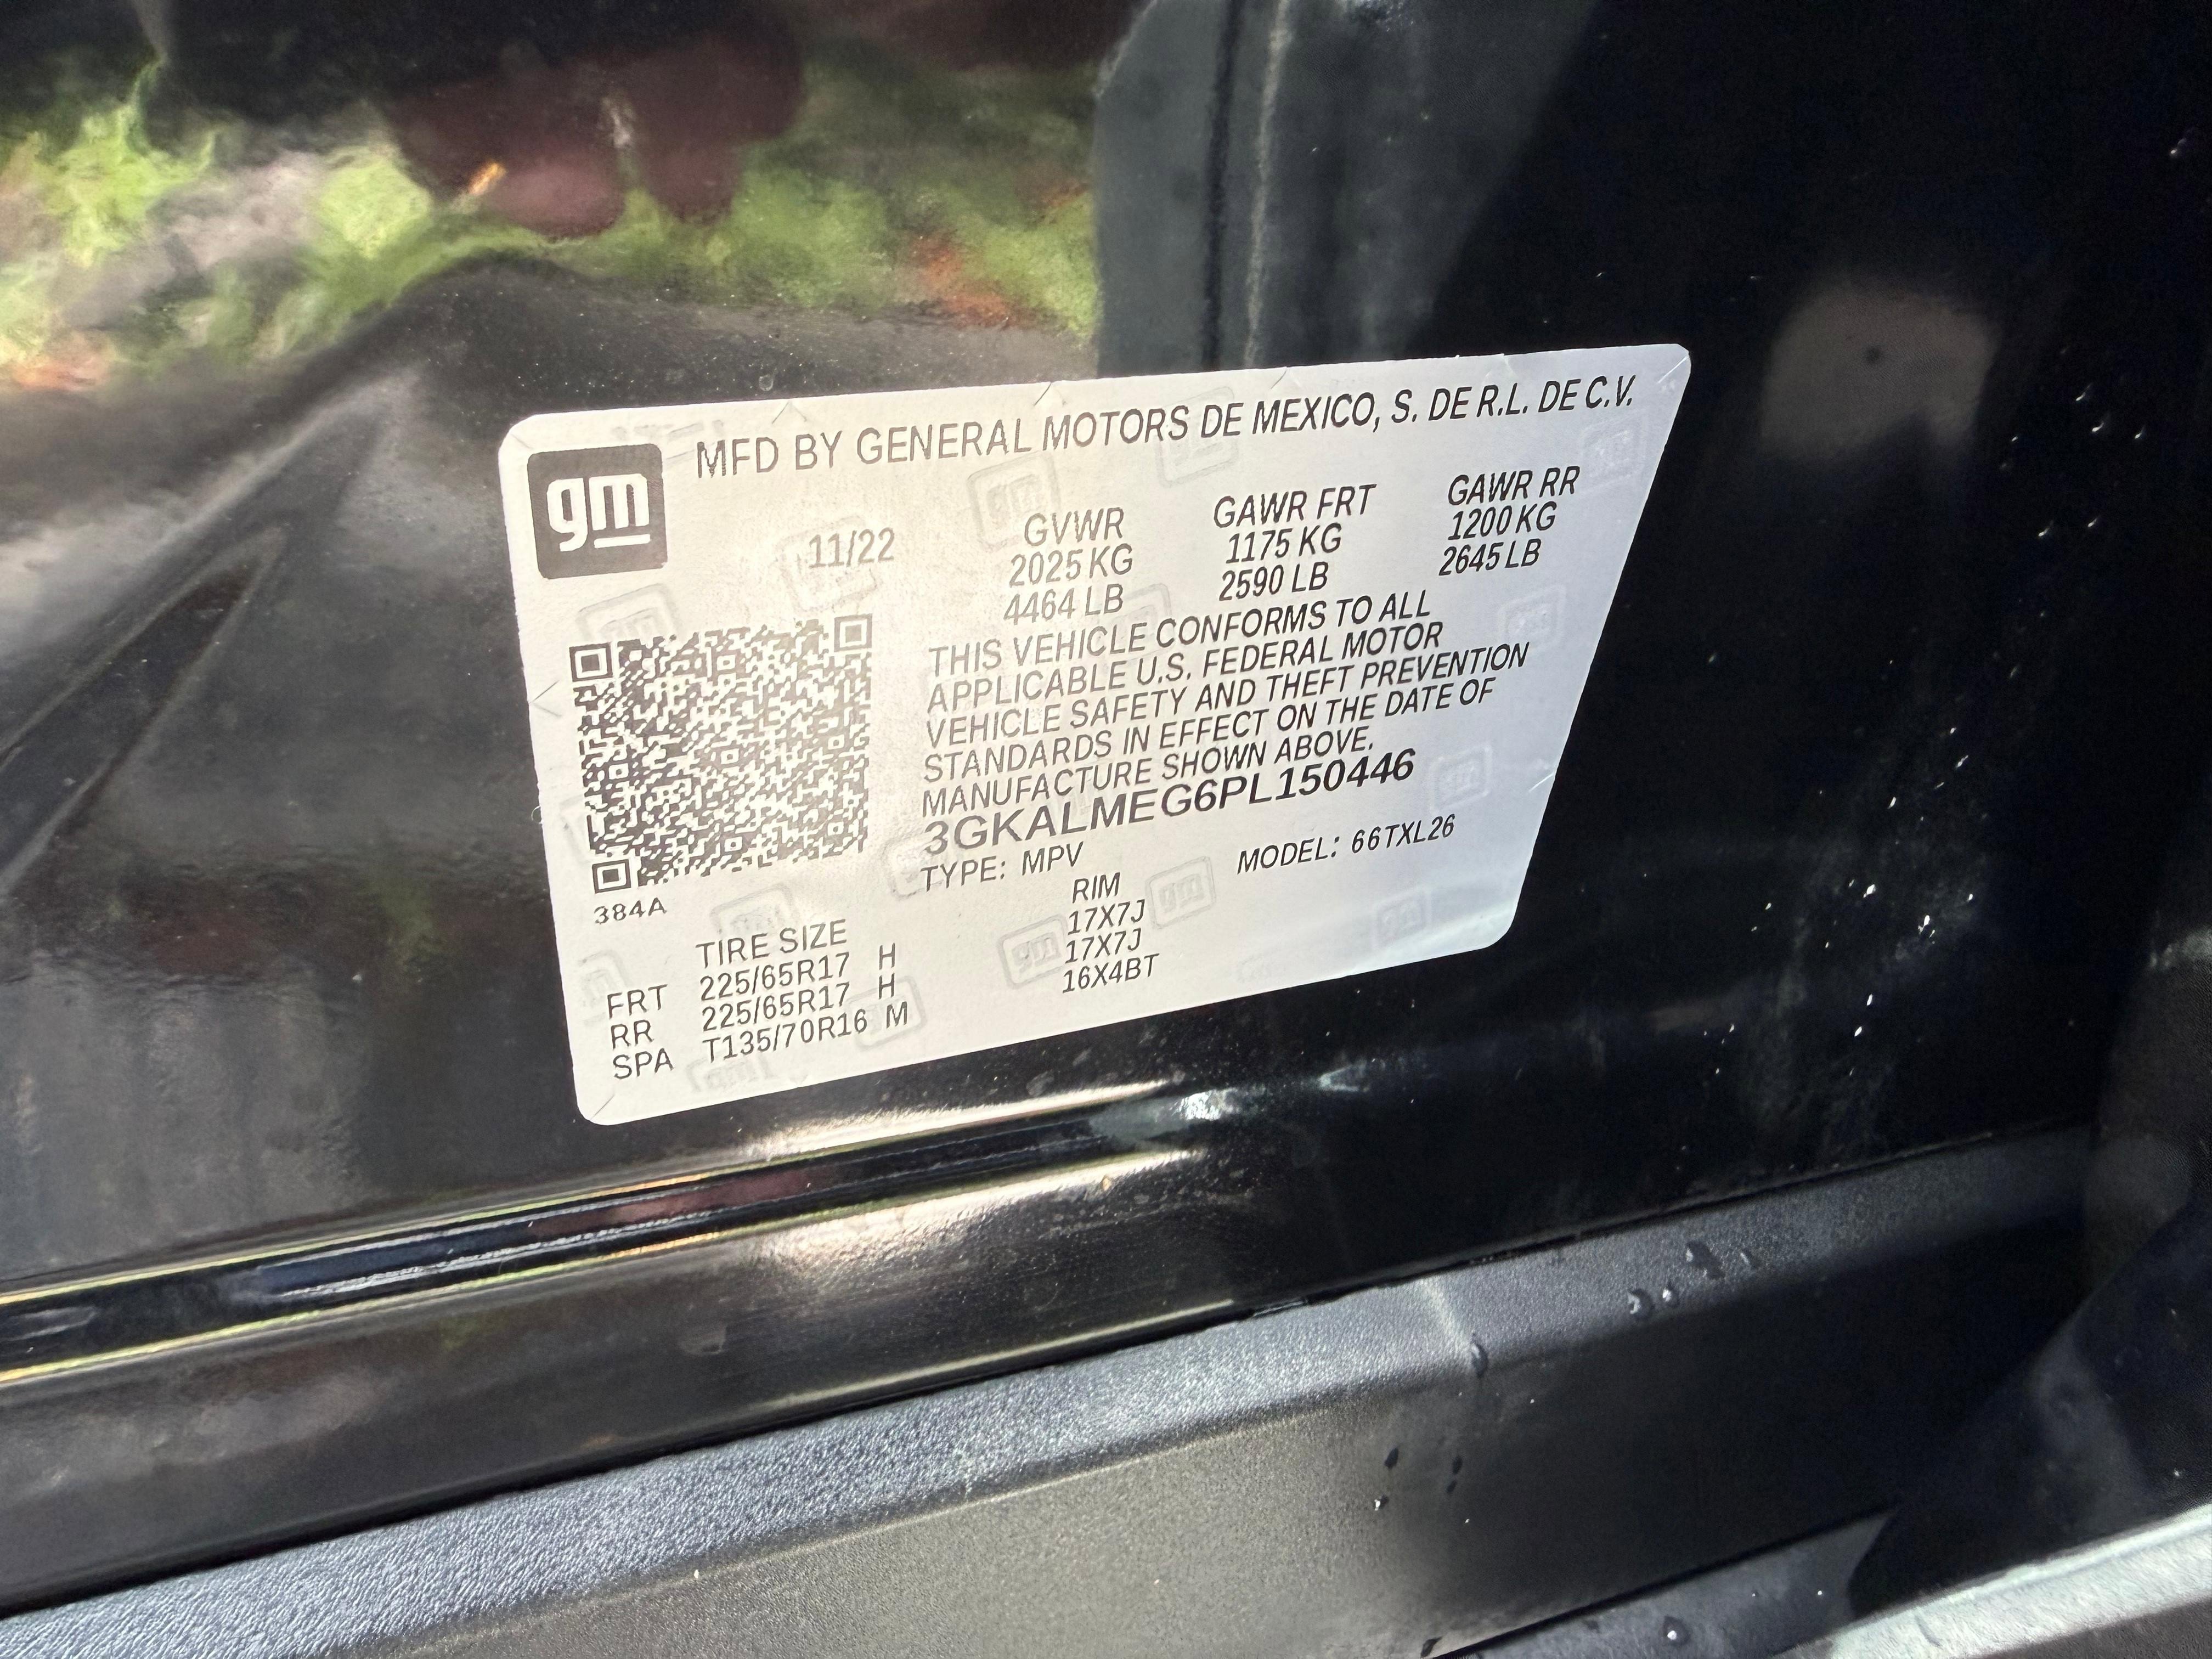 gm
MFD BY GENERAL MOTORS DE MEXICO, S. DE R.L. DE C.V.
11/22 GVWR GAWR FRT GAWR RR
2025 KG 1175 KG 1200 KG
4464 LB 2590 LB 2645 LB
THIS VEHICLE CONFORMS TO ALL
APPLICABLE U.S. FEDERAL MOTOR
VEHICLE SAFETY AND THEFT PREVENTION
STANDARDS IN EFFECT ON THE DATE OF
MANUFACTURE SHOWN ABOVE.
3GKALMEG6PL150446
TYPE: MPV MODEL: 66TXL26
384A
TIRE SIZE RIM
FRT 225/65R17 H 17X7J
RR 225/65R17 H 17X7J
SPA T135/70R16 M 16X4BT